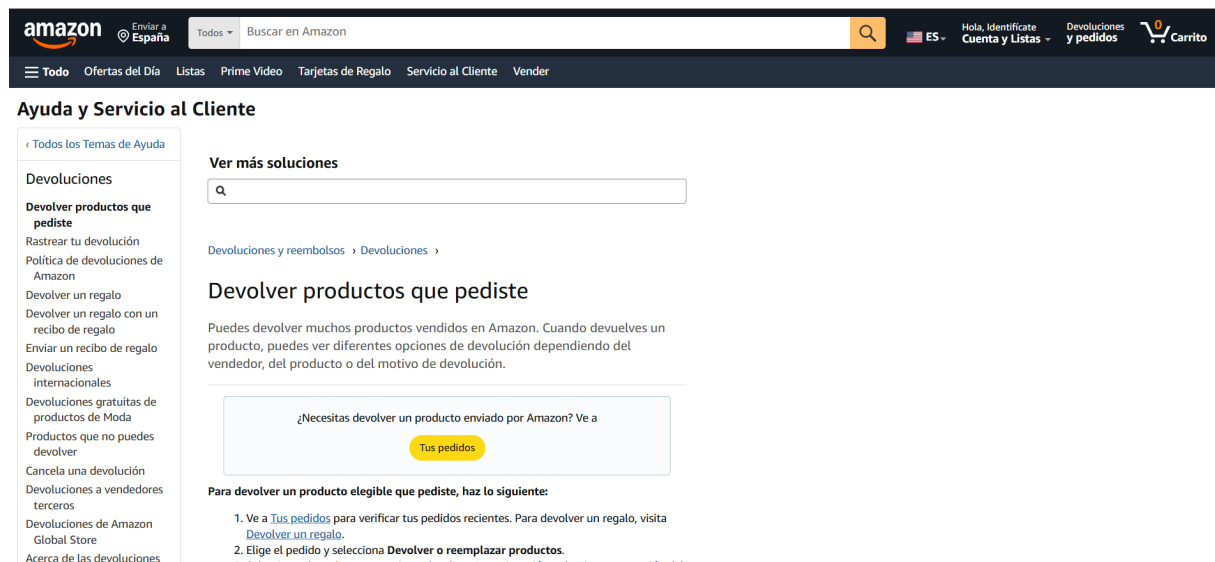 amazon
Enviar a
España
Todos
Buscar en Amazon
ES
Hola, Identifícate
Cuenta y Listas
Devoluciones
y pedidos
0
Carrito
Todo Ofertas del Día Listas Prime Video Tarjetas de Regalo Servicio al Cliente Vender
Ayuda y Servicio al Cliente
‹ Todos los Temas de Ayuda
Devoluciones
Devolver productos que
pediste
Rastrear tu devolución
Política de devoluciones de
Amazon
Devolver un regalo
Devolver un regalo con un
recibo de regalo
Enviar un recibo de regalo
Devoluciones
internacionales
Devoluciones gratuitas de
productos de Moda
Productos que no puedes
devolver
Cancela una devolución
Devoluciones a vendedores
terceros
Devoluciones de Amazon
Global Store
Acerca de las devoluciones
Ver más soluciones
Devoluciones y reembolsos › Devoluciones ›
Devolver productos que pediste
Puedes devolver muchos productos vendidos en Amazon. Cuando devuelves un
producto, puedes ver diferentes opciones de devolución dependiendo del
vendedor, del producto o del motivo de devolución.
¿Necesitas devolver un producto enviado por Amazon? Ve a
Tus pedidos
Para devolver un producto elegible que pediste, haz lo siguiente:
1. Ve a Tus pedidos para verificar tus pedidos recientes. Para devolver un regalo, visita
Devolver un regalo.
2. Elige el pedido y selecciona Devolver o reemplazar productos.